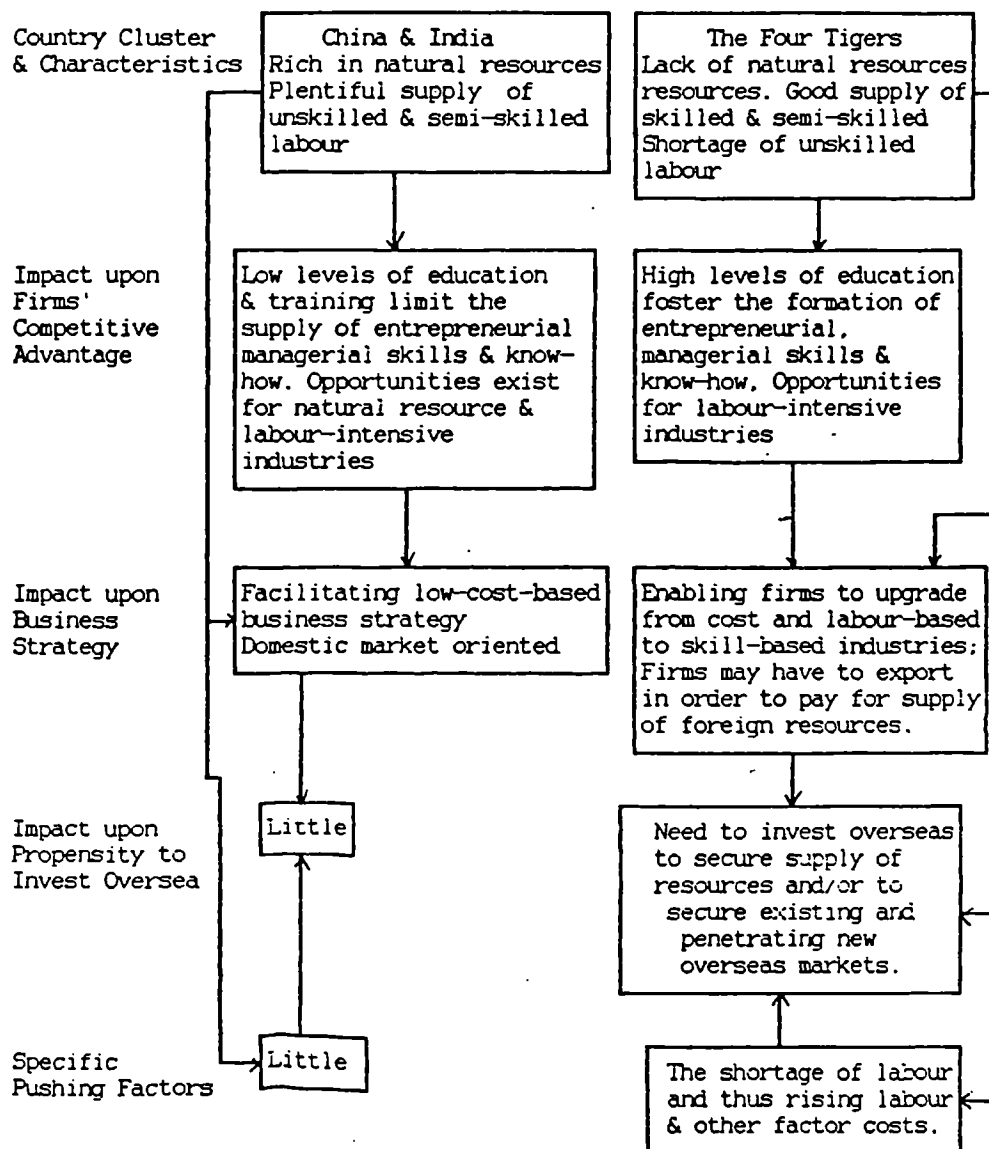 Country Cluster
& Characteristics
China & India
Rich in natural resources
Plentiful supply of
unskilled & semi-skilled
labour
The Four Tigers
Lack of natural resources
resources. Good supply of
skilled & semi-skilled
Shortage of unskilled
labour
Impact upon
Firms'
Competitive
Advantage
Low levels of education
& training limit the
supply of entrepreneurial
managerial skills & know-
how. Opportunities exist
for natural resource &
labour-intensive
industries
High levels of education
foster the formation of
entrepreneurial,
managerial skills &
know-how, Opportunities
for labour-intensive
industries
Impact upon
Business
Strategy
Facilitating low-cost-based
business strategy
Domestic market oriented
Enabling firms to upgrade
from cost and labour-based
to skill-based industries;
Firms may have to export
in order to pay for supply
of foreign resources.
Impact upon
Propensity to
Invest Oversea
Little
Need to invest overseas
to secure supply of
resources and/or to
secure existing and
penetrating new
overseas markets.
Specific
Pushing Factors
Little
The shortage of labour
and thus rising labour
& other factor costs.